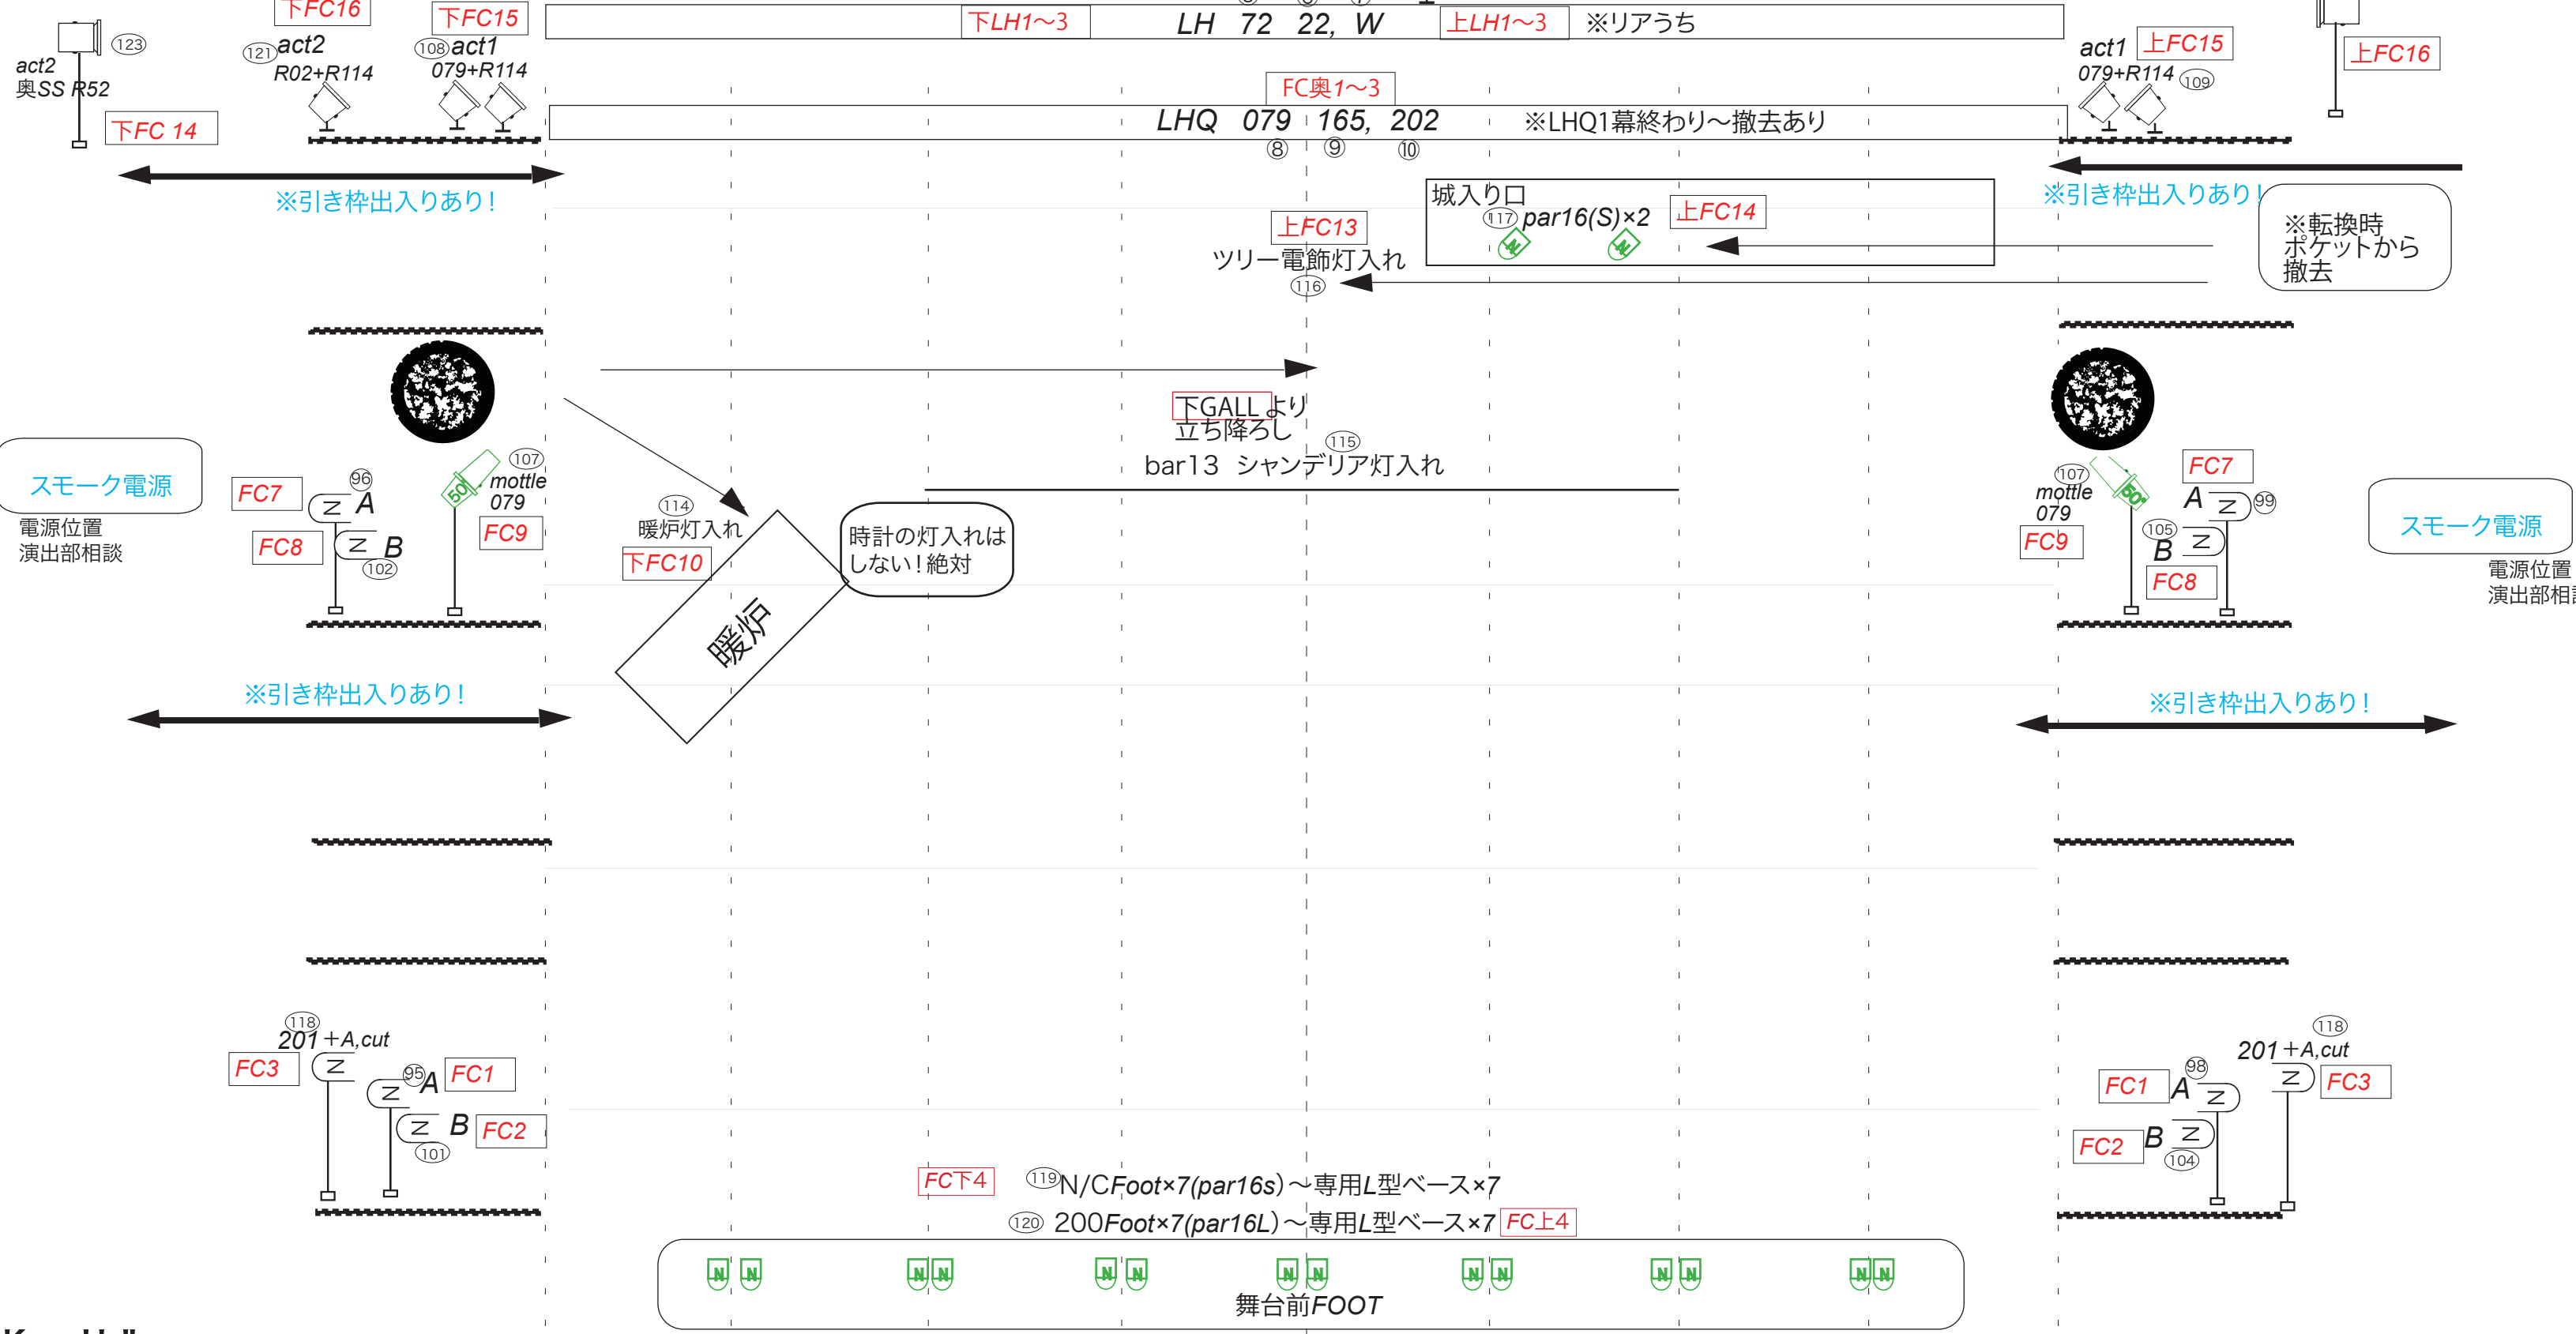 下FC16
下FC15
下LH1～3
LH 72 22, W
上LH1～3
※リアうち
上FC15
上FC16
123
121 act2
108 act1
act1
act2
R02+R114
079+R114
079+R114
109
奥SS R52
FC奥1～3
下FC 14
LHQ 079 165, 202
※LHQ1幕終わり～撤去あり
⑧ ⑨ ⑩
※引き枠出入りあり！
※引き枠出入りあり！
城入り口
117 par16(S)×2
上FC14
上FC13
ツリー電飾灯入れ
116
※転換時
ポケットから
撤去
下GALL より
立ち降ろし
115
bar13 シャンデリア灯入れ
スモーク電源
電源位置
演出部相談
FC7
96
A
FC8
B
102
107
mottle
079
FC9
114
暖炉灯入れ
下FC10
時計の灯入れは
しない！絶対
暖炉
50°
50°
107
mottle
079
FC9
FC7
A
99
105
B
FC8
スモーク電源
電源位置
演出部相
※引き枠出入りあり！
※引き枠出入りあり！
118
201＋A,cut
FC3
95
A
FC1
B
FC2
101
118
201＋A,cut
98
FC1
A
FC3
FC2
B
104
FC下4
119 N/CFoot×7(par16s)～専用L型ベース×7
120 200Foot×7(par16L)～専用L型ベース×7
FC上4
N N N N N N N N N N N N N N
舞台前FOOT